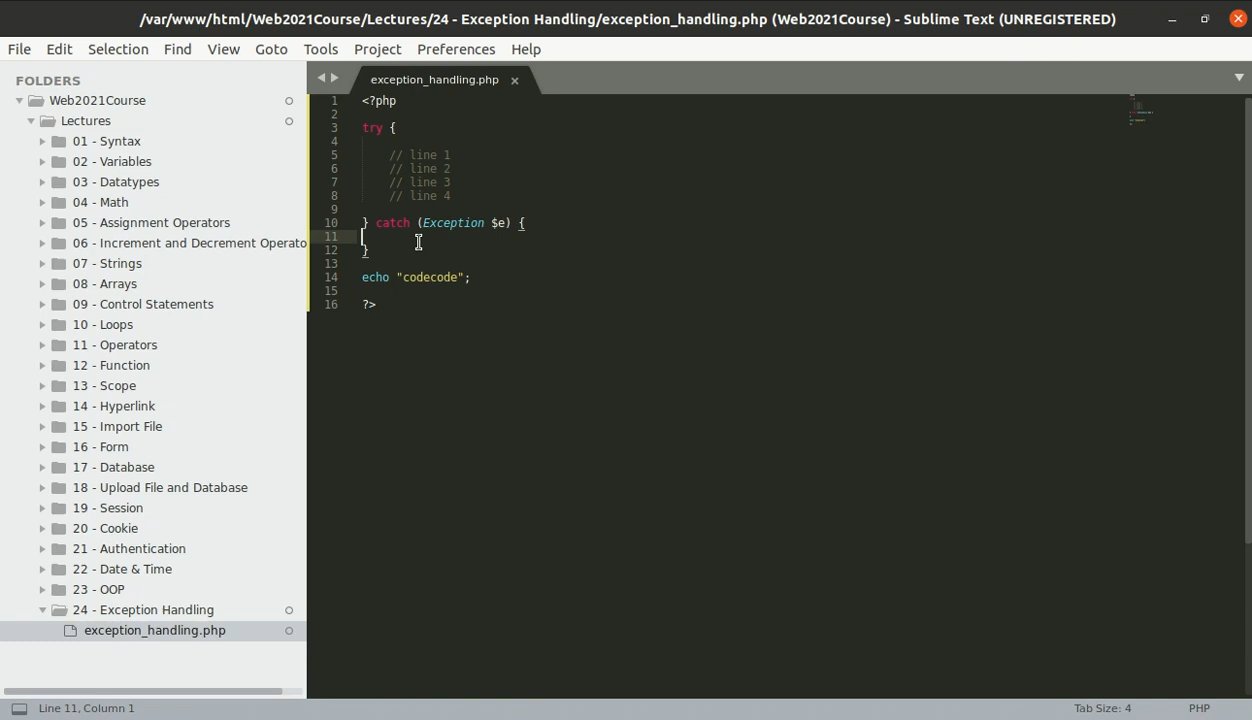 /var/www/html/Web2021Course/Lectures/24 - Exception Handling/exception_handling.php (Web2021Course) - Sublime Text (UNREGISTERED)
File Edit Selection Find View Goto Tools Project Preferences Help
FOLDERS
Web2021Course
Lectures
01 - Syntax
02 - Variables
03 - Datatypes
04 - Math
05 - Assignment Operators
06 - Increment and Decrement Operato
07 - Strings
08 - Arrays
09 - Control Statements
10 - Loops
11 - Operators
12 - Function
13 - Scope
14 - Hyperlink
15 - Import File
16 - Form
17 - Database
18 - Upload File and Database
19 - Session
20 - Cookie
21 - Authentication
22 - Date & Time
23 - OOP
24 - Exception Handling
exception_handling.php
exception_handling.php ×
1 <?php
2
3 try {
4
5 // line 1
6 // line 2
7 // line 3
8 // line 4
9
10 } catch (Exception $e) {
11
12 }
13
14 echo "codecode";
15
16 ?>
Line 11, Column 1
Tab Size: 4
PHP